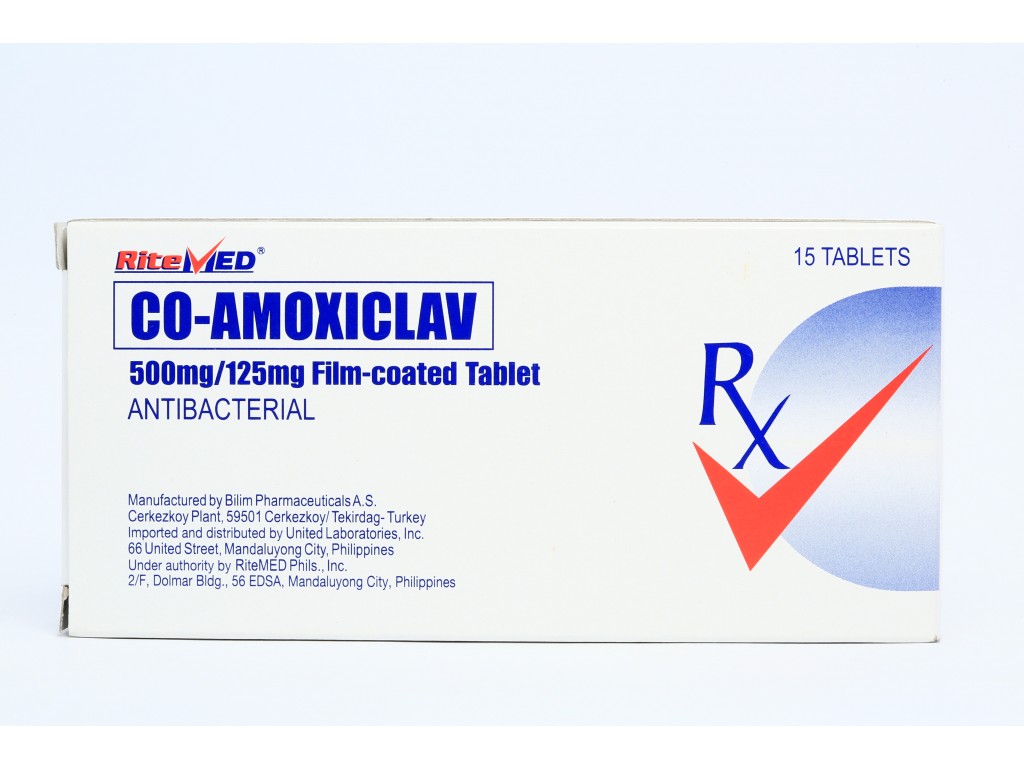 RiteMED®
15 TABLETS
CO-AMOXICLAV
500mg/125mg Film-coated Tablet
ANTIBACTERIAL
Rx
Manufactured by Bilim Pharmaceuticals A.S.
Cerkezkoy Plant, 59501 Cerkezkoy/ Tekirdag- Turkey
Imported and distributed by United Laboratories, Inc.
66 United Street, Mandaluyong City, Philippines
Under authority by RiteMED Phils., Inc.
2/F, Dolmar Bldg., 56 EDSA, Mandaluyong City, Philippines